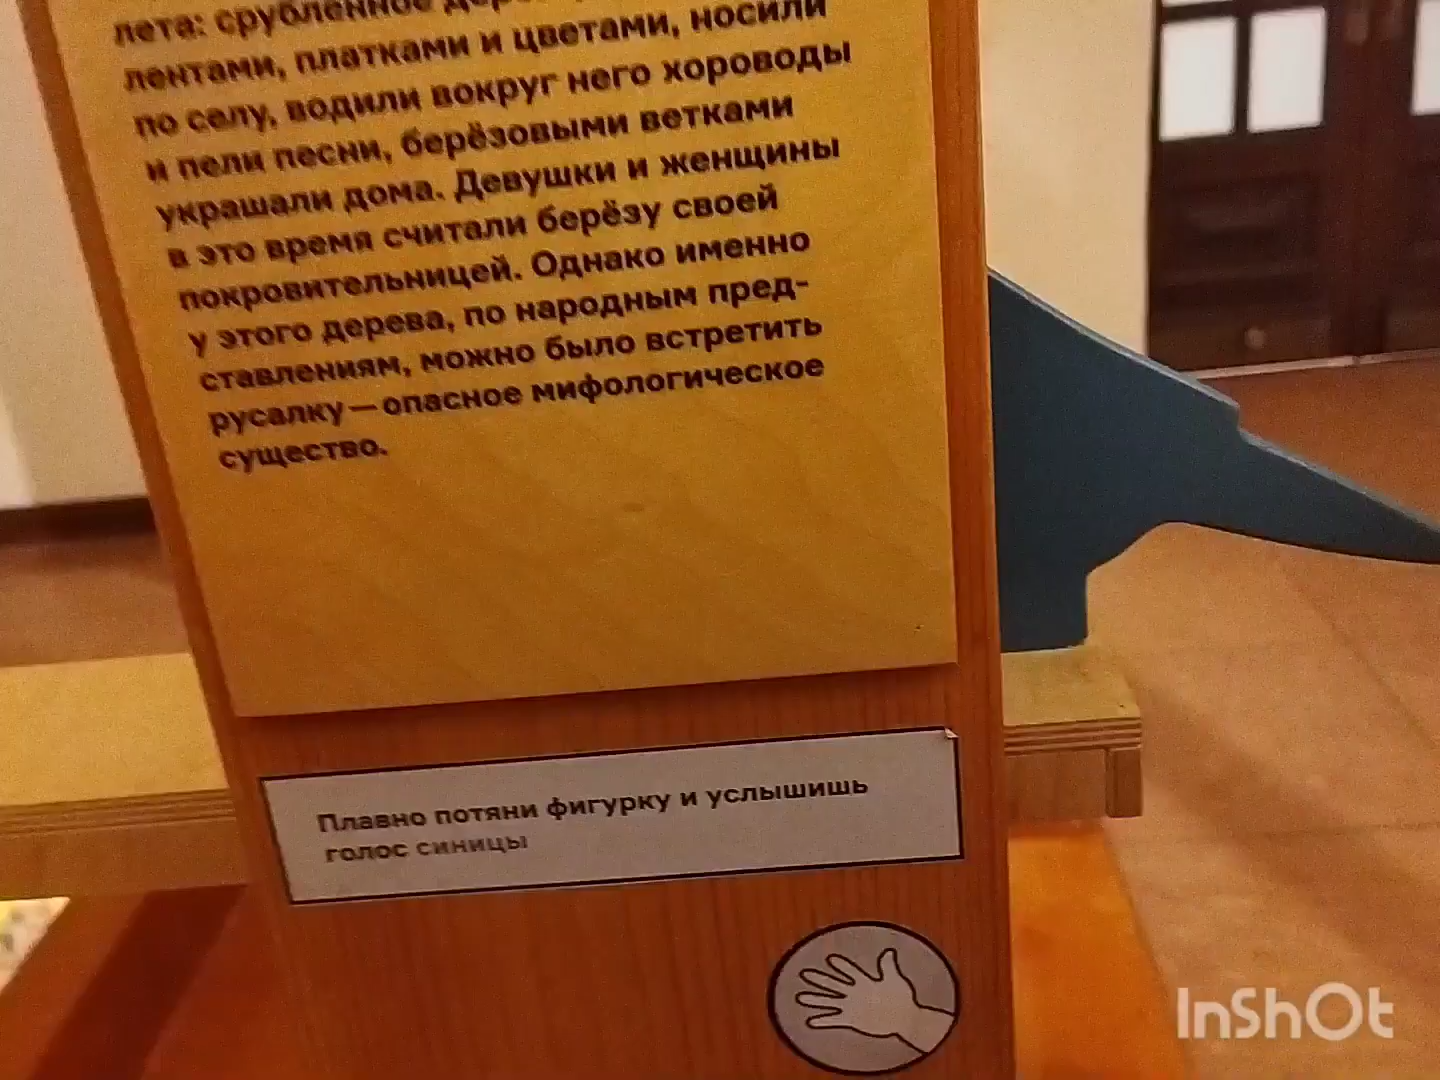 лета: срубленное
лентами, платками и цветами, носили
по селу, водили вокруг него хороводы
и пели песни, берёзовыми ветками
украшали дома. Девушки и женщины
в это время считали берёзу своей
покровительницей. Однако именно
у этого дерева, по народным пред-
ставлениям, можно было встретить
русалку—опасное мифологическое
существо.
Плавно потяни фигурку и услышишь
голос синицы
InShOt